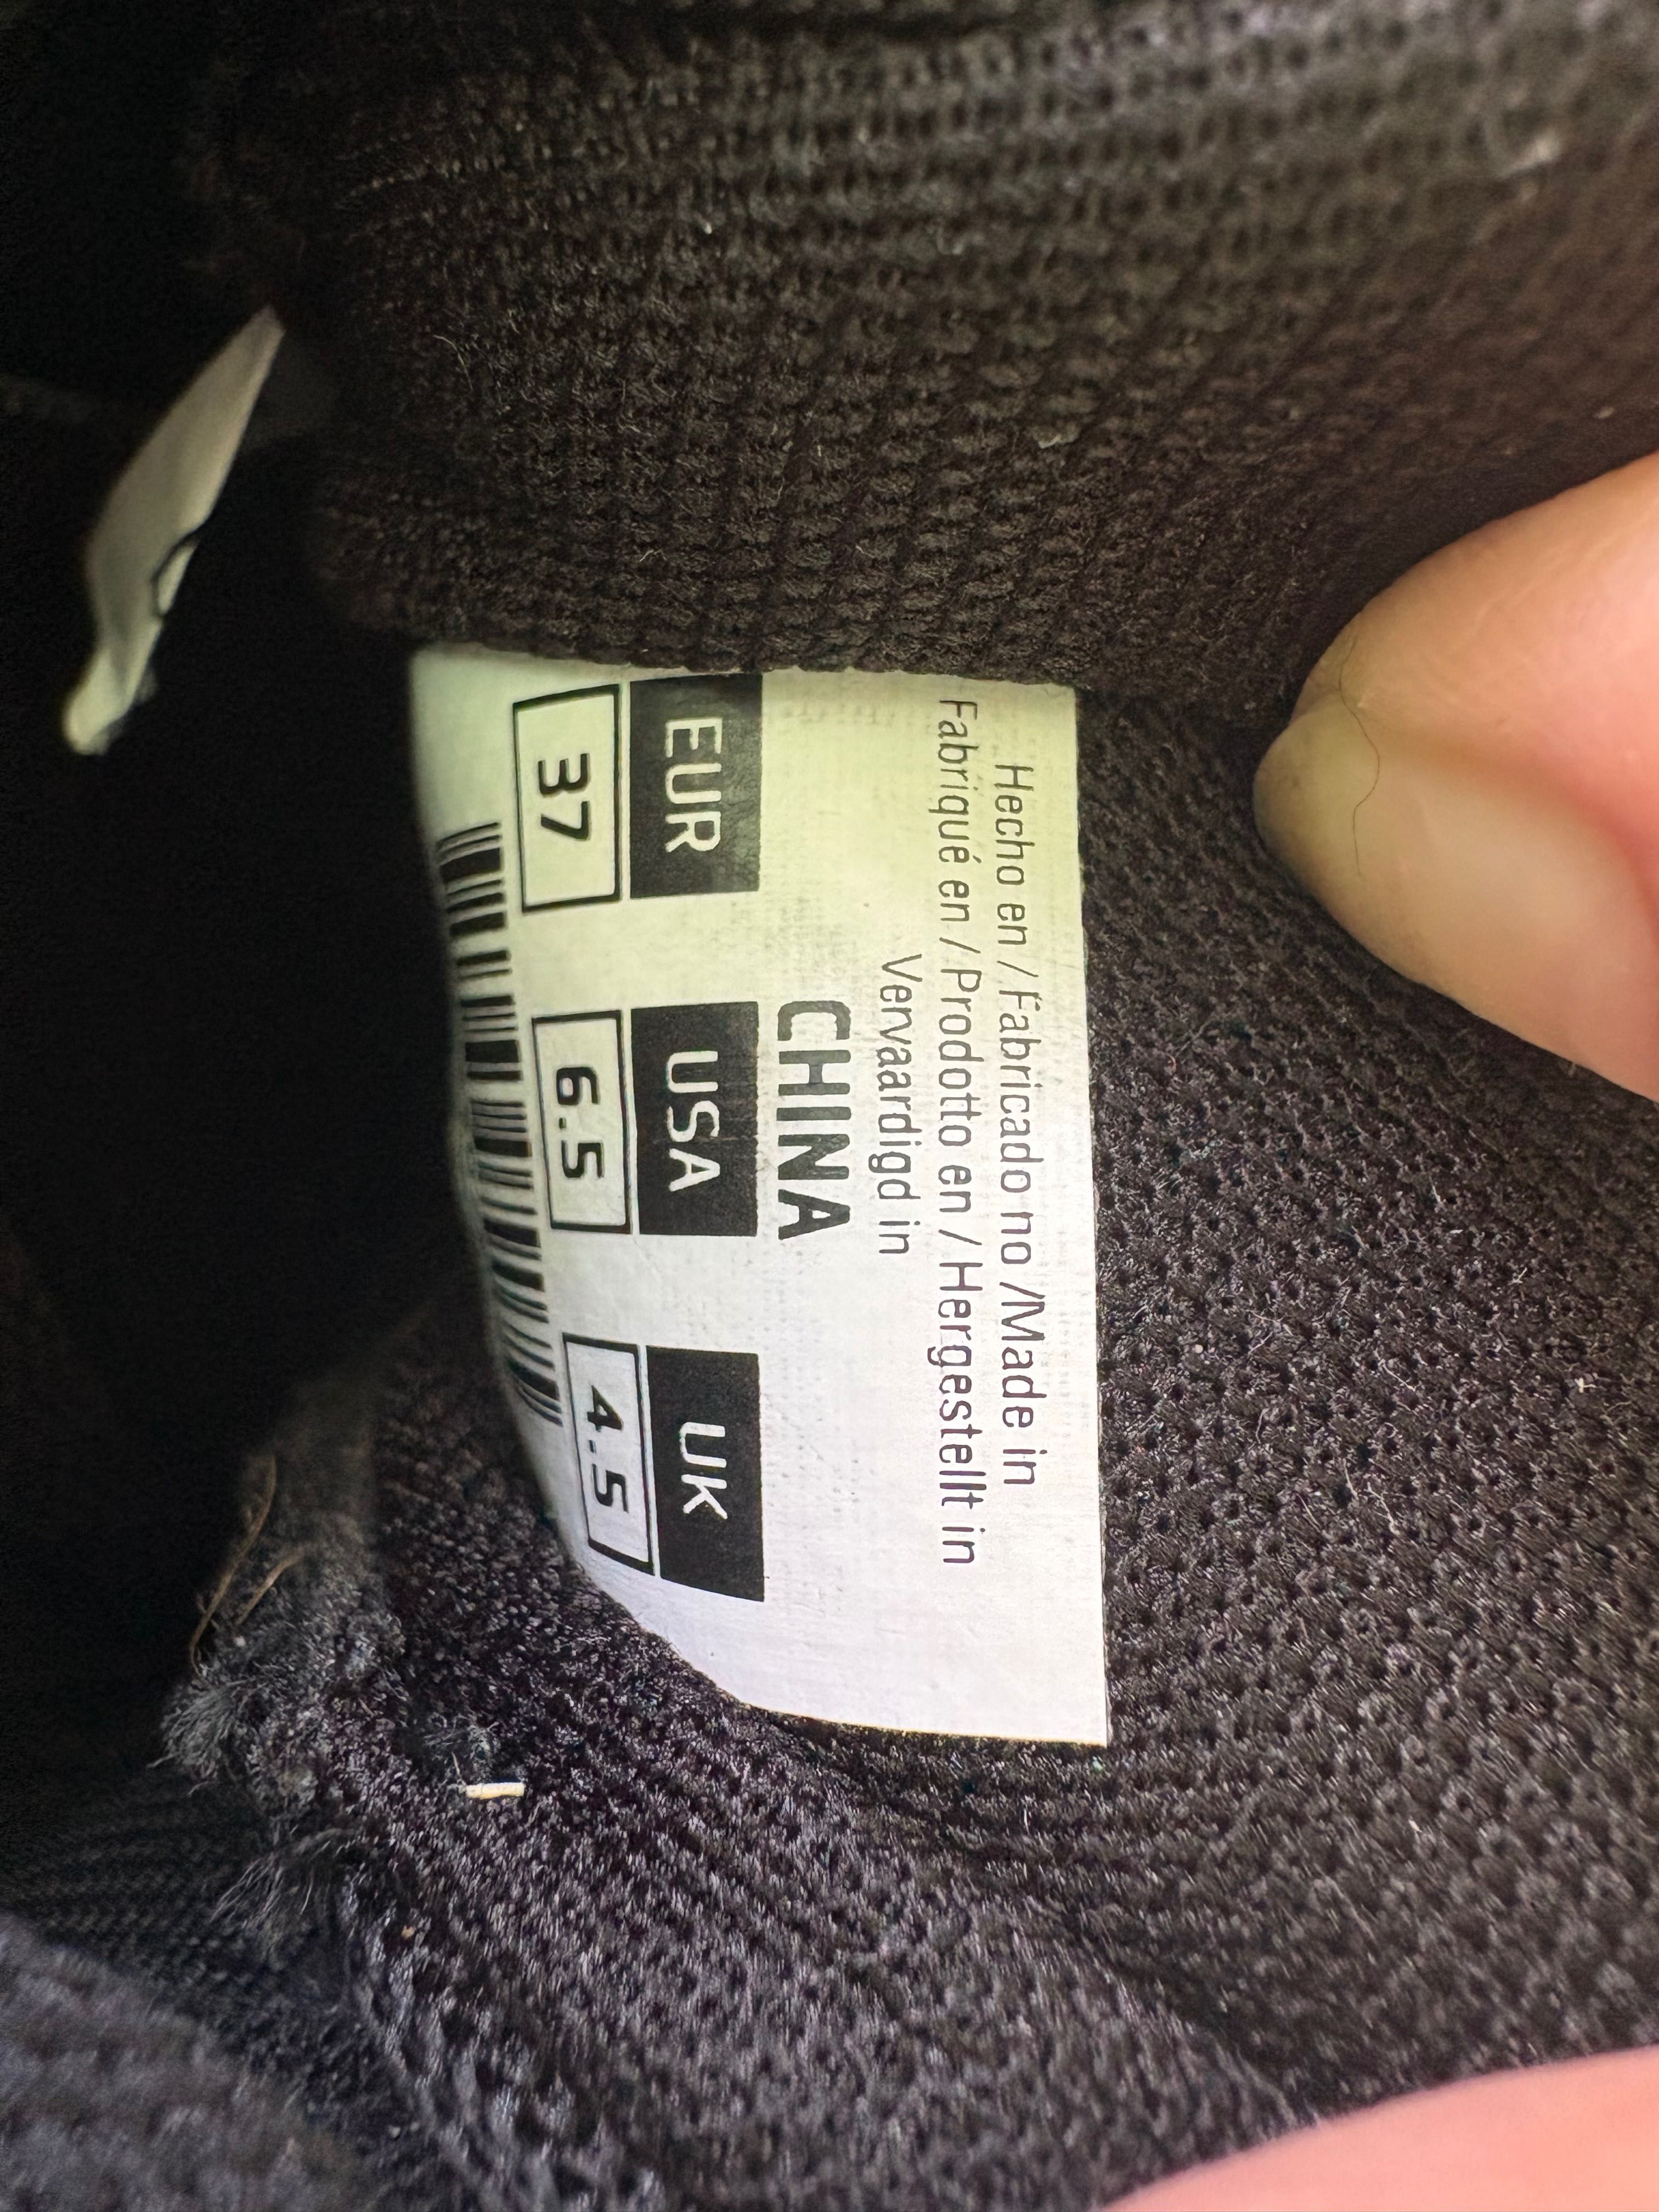 Hecho en / Fabricado no /Made in
Fabriqué en / Prodotto en / Hergestellt in
Vervaardigd in
CHINA
EUR USA UK
37 6.5 4.5